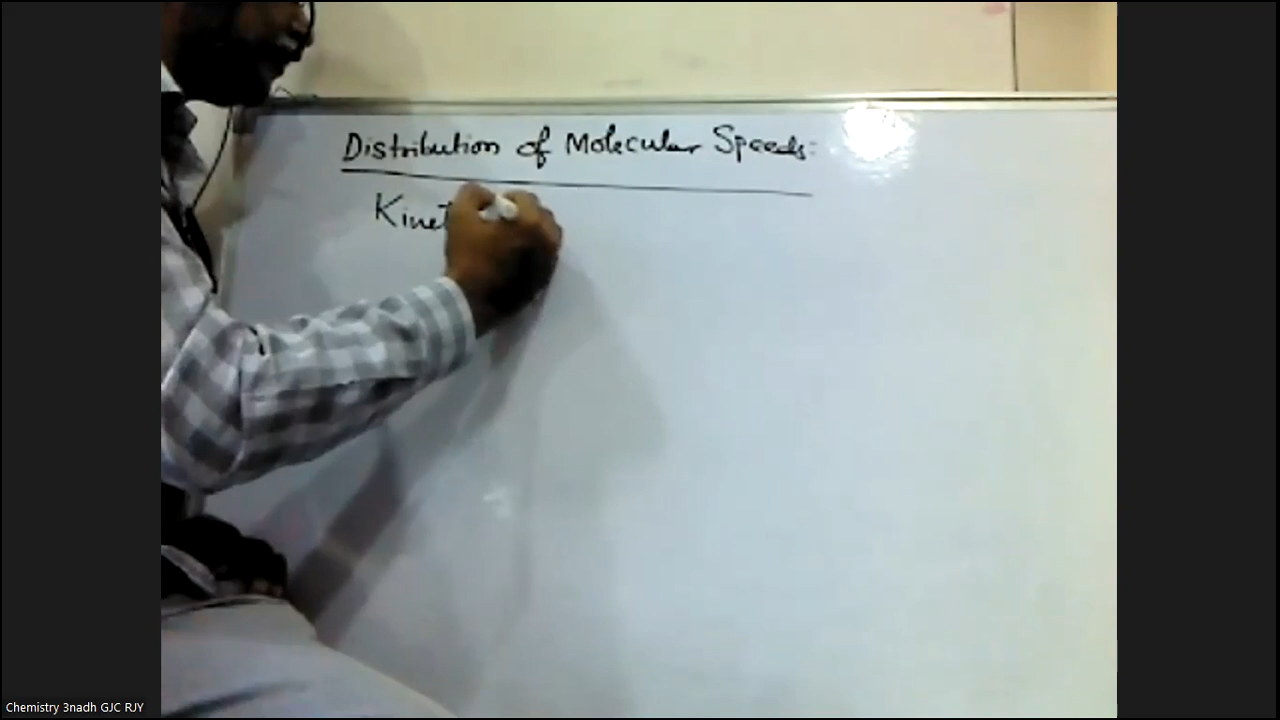 Distribution of Molecular Speeds:
Kinet
Chemistry 3nadh GJC RJY